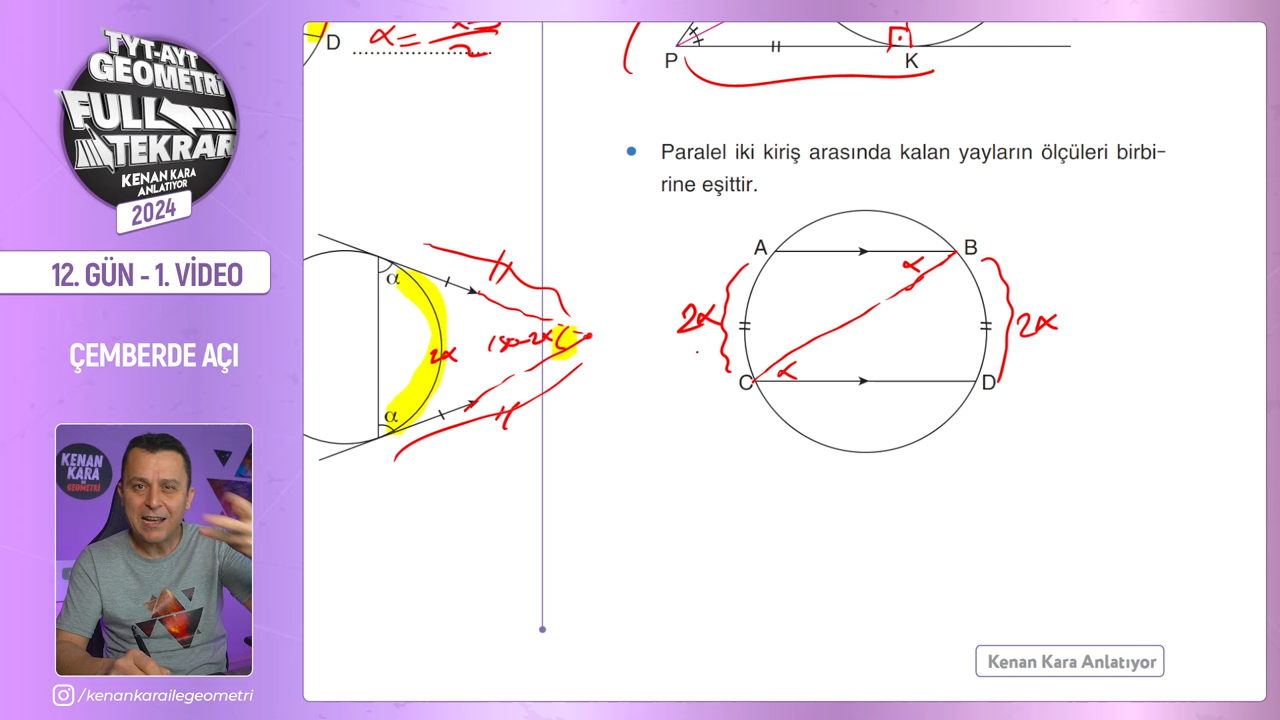 TYT-AYT
GEOMETRİ
FULL
TEKRAR
KENAN KARA
ANLATIYOR
2024
12. GÜN - 1. VİDEO
ÇEMBERDE AÇI
KENAN
KARA
GEOMETRİ
/kenankarailegeometri
D
α =
2
P
K
• Paralel iki kiriş arasında kalan yayların ölçüleri birbi-
rine eşittir.
A
B
α
2α
2α
C
α
D
α
2α
180-2α
α
Kenan Kara Anlatıyor